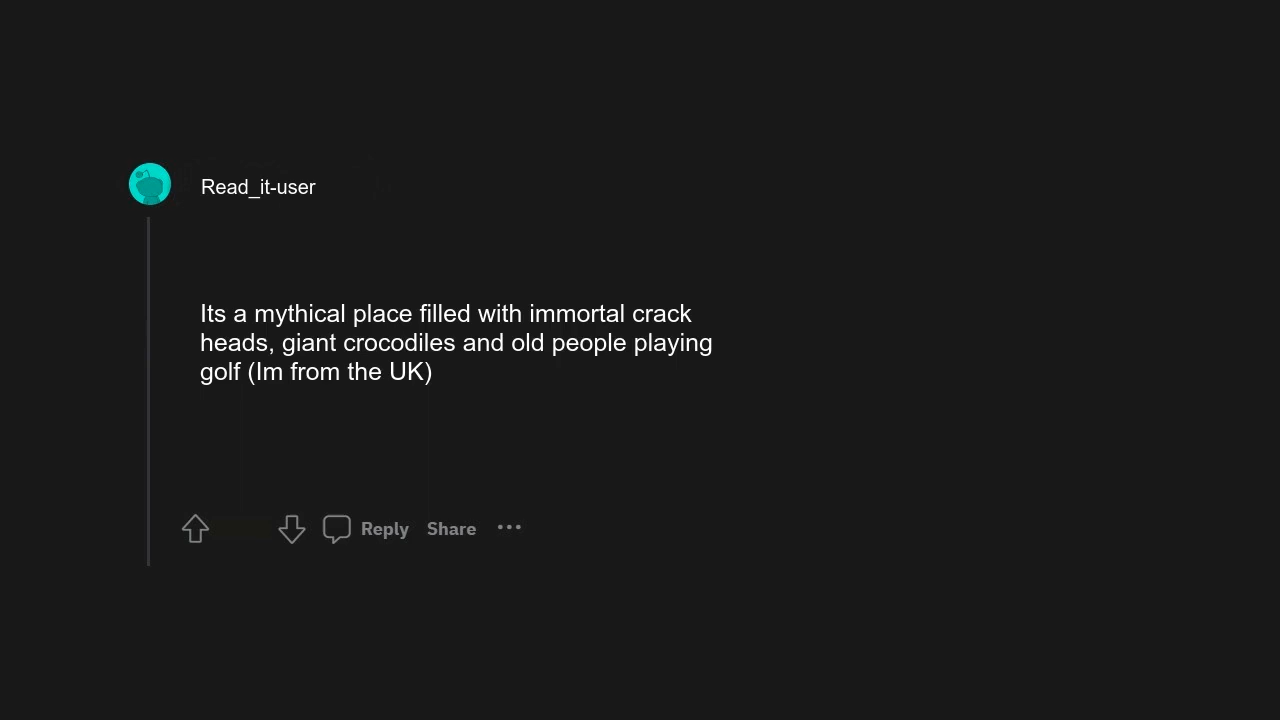 Read_it-user
Its a mythical place filled with immortal crack
heads, giant crocodiles and old people playing
golf (Im from the UK)
Reply Share